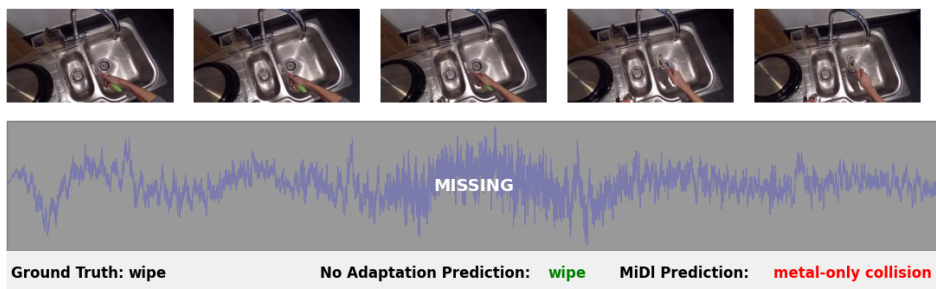 MISSING
Ground Truth: wipe No Adaptation Prediction: wipe MiDl Prediction: metal-only collision